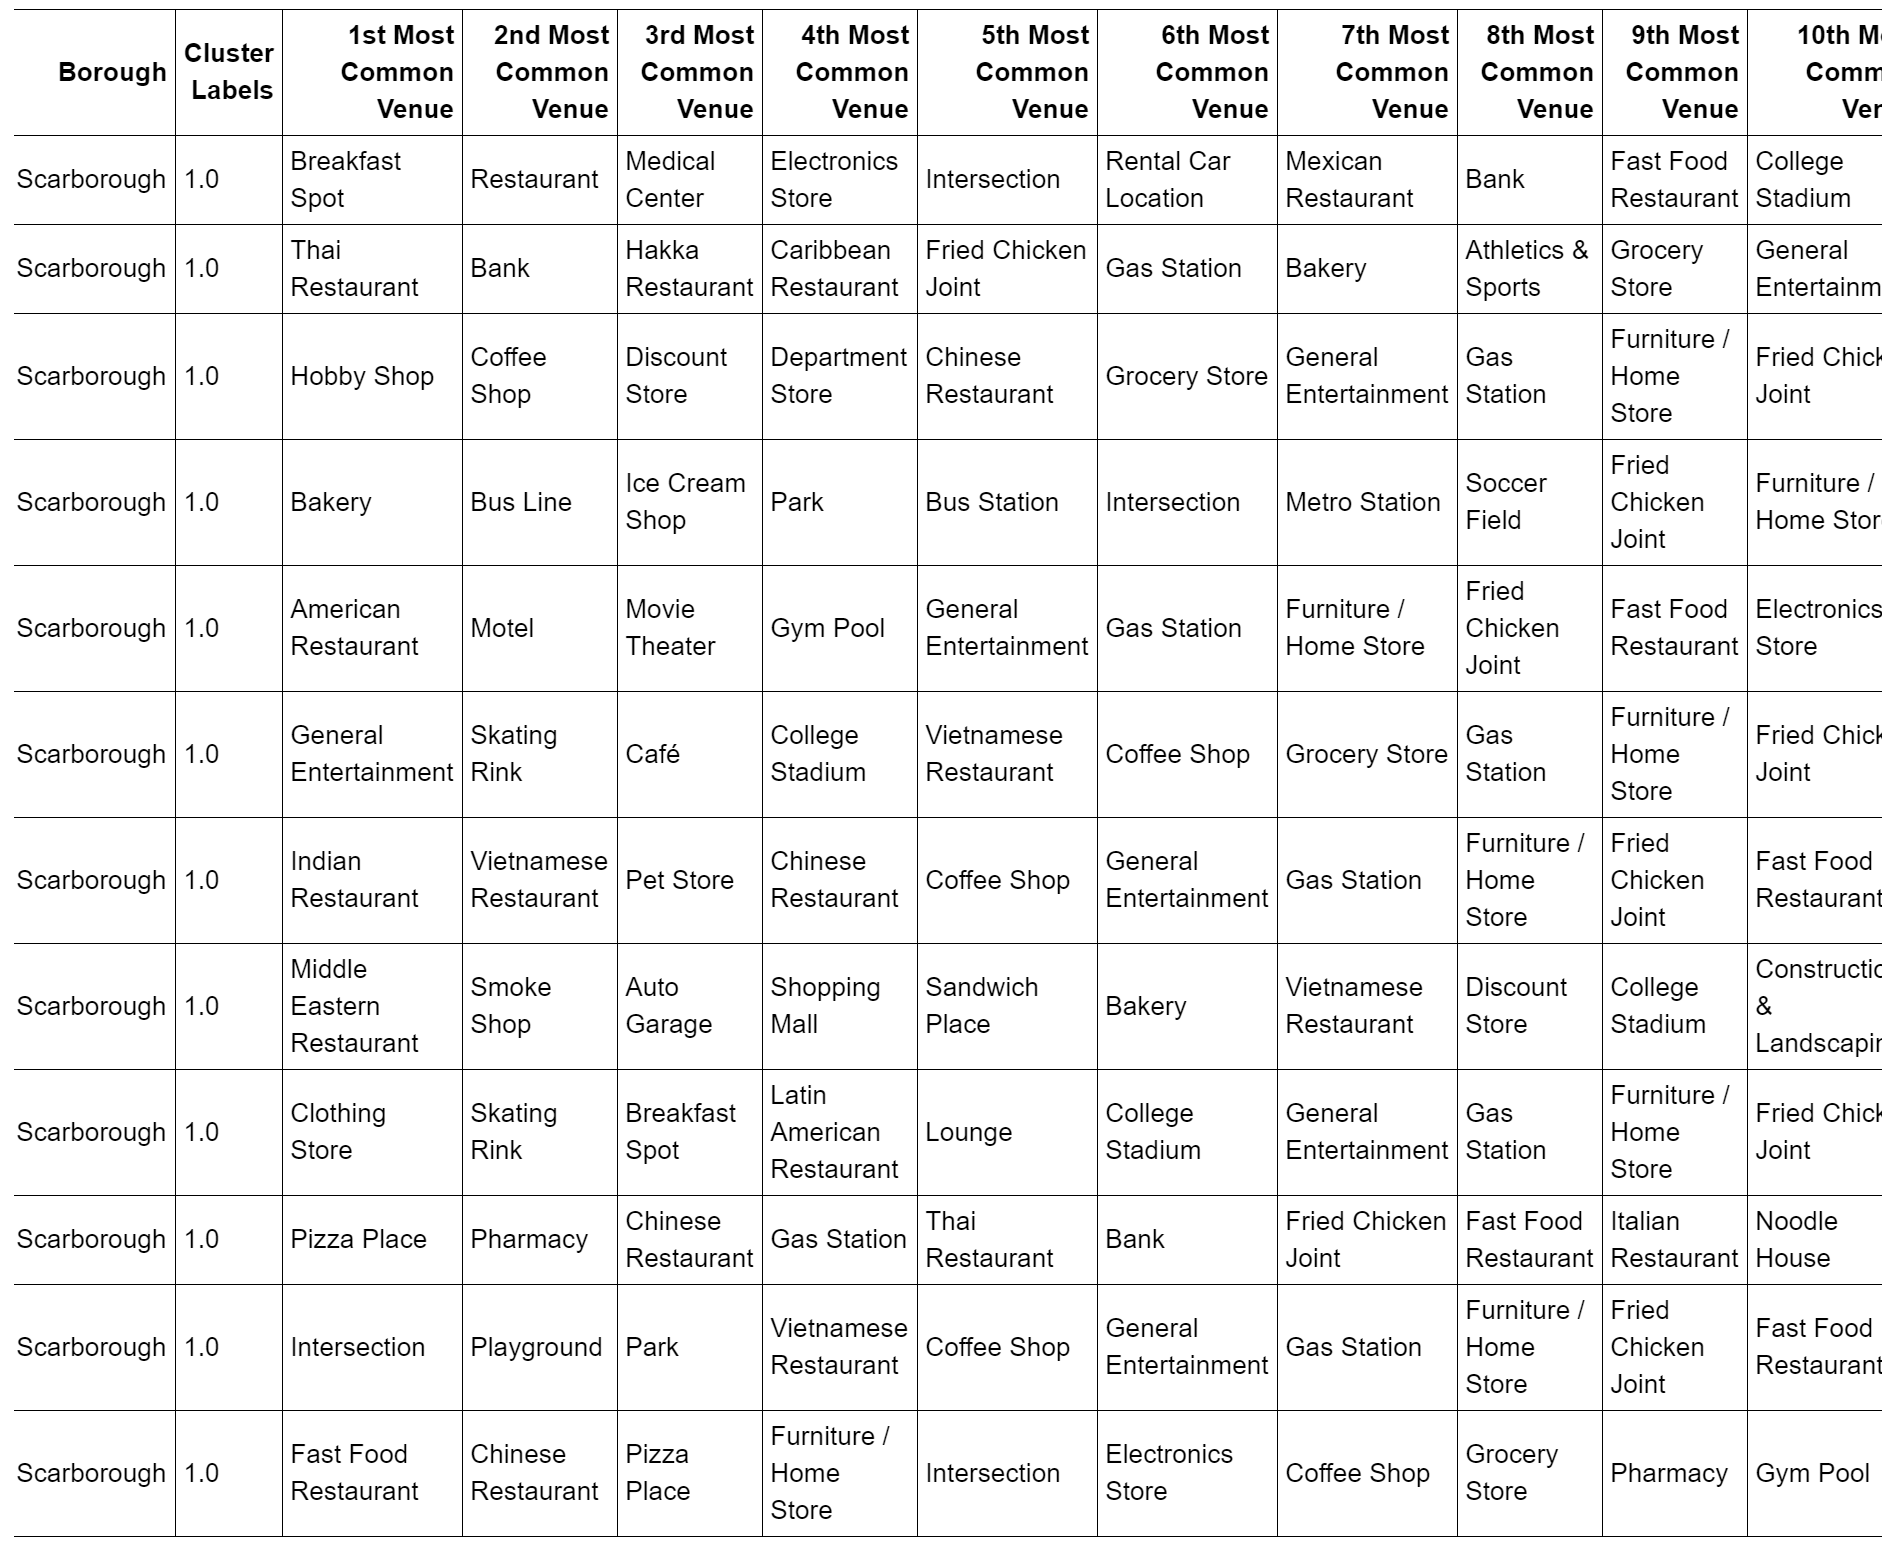 Borough
Cluster
Labels
1st Most
Common
Venue
2nd Most
Common
Venue
3rd Most
Common
Venue
4th Most
Common
Venue
5th Most
Common
Venue
6th Most
Common
Venue
7th Most
Common
Venue
8th Most
Common
Venue
9th Most
Common
Venue
10th Mo
Comm
Ven
Scarborough
1.0
Breakfast
Spot
Restaurant
Medical
Center
Electronics
Store
Intersection
Rental Car
Location
Mexican
Restaurant
Bank
Fast Food
Restaurant
College
Stadium
Scarborough
1.0
Thai
Restaurant
Bank
Hakka
Restaurant
Caribbean
Restaurant
Fried Chicken
Joint
Gas Station
Bakery
Athletics &
Sports
Grocery
Store
General
Entertainm
Scarborough
1.0
Hobby Shop
Coffee
Shop
Discount
Store
Department
Store
Chinese
Restaurant
Grocery Store
General
Entertainment
Gas
Station
Furniture /
Home
Store
Fried Chick
Joint
Scarborough
1.0
Bakery
Bus Line
Ice Cream
Shop
Park
Bus Station
Intersection
Metro Station
Soccer
Field
Fried
Chicken
Joint
Furniture /
Home Store
Scarborough
1.0
American
Restaurant
Motel
Movie
Theater
Gym Pool
General
Entertainment
Gas Station
Furniture /
Home Store
Fried
Chicken
Joint
Fast Food
Restaurant
Electronics
Store
Scarborough
1.0
General
Entertainment
Skating
Rink
Café
College
Stadium
Vietnamese
Restaurant
Coffee Shop
Grocery Store
Gas
Station
Furniture /
Home
Store
Fried Chick
Joint
Scarborough
1.0
Indian
Restaurant
Vietnamese
Restaurant
Pet Store
Chinese
Restaurant
Coffee Shop
General
Entertainment
Gas Station
Furniture /
Home
Store
Fried
Chicken
Joint
Fast Food
Restaurant
Scarborough
1.0
Middle
Eastern
Restaurant
Smoke
Shop
Auto
Garage
Shopping
Mall
Sandwich
Place
Bakery
Vietnamese
Restaurant
Discount
Store
College
Stadium
Constructio
&
Landscapin
Scarborough
1.0
Clothing
Store
Skating
Rink
Breakfast
Spot
Latin
American
Restaurant
Lounge
College
Stadium
General
Entertainment
Gas
Station
Furniture /
Home
Store
Fried Chick
Joint
Scarborough
1.0
Pizza Place
Pharmacy
Chinese
Restaurant
Gas Station
Thai
Restaurant
Bank
Fried Chicken
Joint
Fast Food
Restaurant
Italian
Restaurant
Noodle
House
Scarborough
1.0
Intersection
Playground
Park
Vietnamese
Restaurant
Coffee Shop
General
Entertainment
Gas Station
Furniture /
Home
Store
Fried
Chicken
Joint
Fast Food
Restaurant
Scarborough
1.0
Fast Food
Restaurant
Chinese
Restaurant
Pizza
Place
Furniture /
Home
Store
Intersection
Electronics
Store
Coffee Shop
Grocery
Store
Pharmacy
Gym Pool